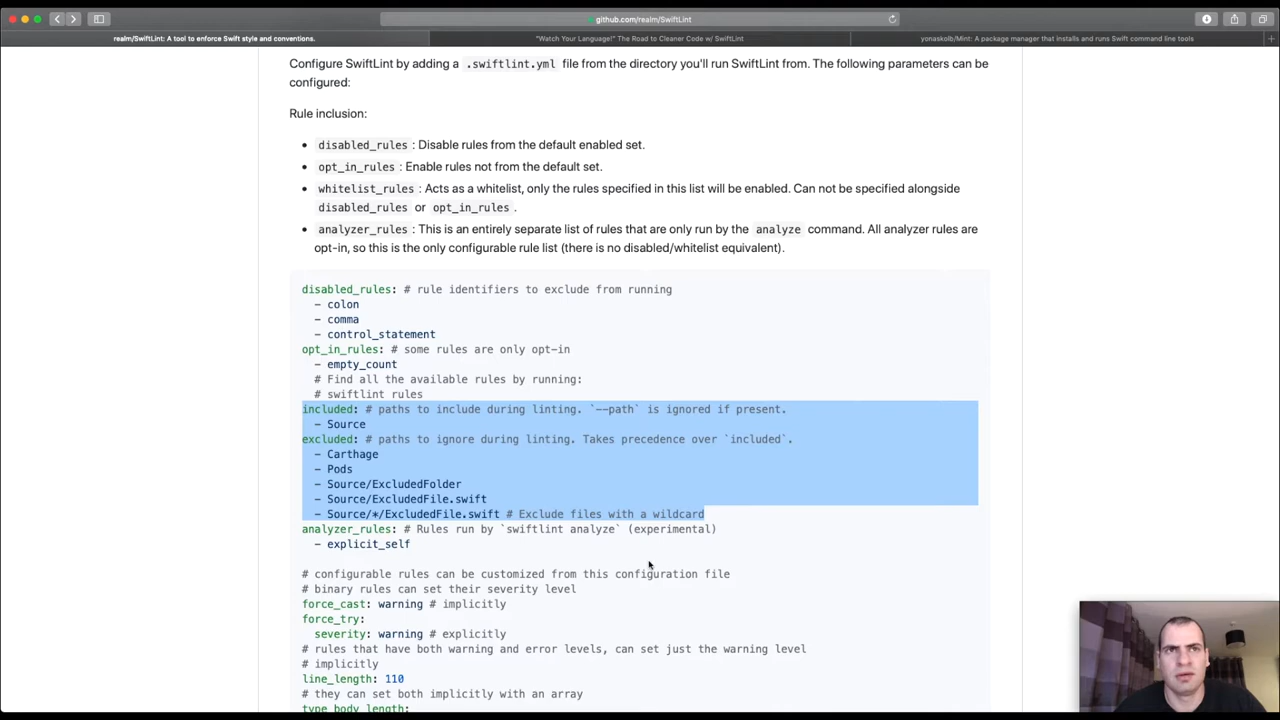 github.com/realm/SwiftLint
realm/SwiftLint: A tool to enforce Swift style and conventions.
"Watch Your Language!" The Road to Cleaner Code w/ SwiftLint
yonaskolb/Mint: A package manager that installs and runs Swift command line tools
Configure SwiftLint by adding a .swiftlint.yml file from the directory you'll run SwiftLint from. The following parameters can be
configured:
Rule inclusion:
• disabled_rules : Disable rules from the default enabled set.
• opt_in_rules : Enable rules not from the default set.
• whitelist_rules : Acts as a whitelist, only the rules specified in this list will be enabled. Can not be specified alongside
disabled_rules or opt_in_rules .
• analyzer_rules : This is an entirely separate list of rules that are only run by the analyze command. All analyzer rules are
opt-in, so this is the only configurable rule list (there is no disabled/whitelist equivalent).
disabled_rules: # rule identifiers to exclude from running
- colon
- comma
- control_statement
opt_in_rules: # some rules are only opt-in
- empty_count
# Find all the available rules by running:
# swiftlint rules
included: # paths to include during linting. `--path` is ignored if present.
- Source
excluded: # paths to ignore during linting. Takes precedence over `included`.
- Carthage
- Pods
- Source/ExcludedFolder
- Source/ExcludedFile.swift
- Source/*/ExcludedFile.swift # Exclude files with a wildcard
analyzer_rules: # Rules run by `swiftlint analyze` (experimental)
- explicit_self
# configurable rules can be customized from this configuration file
# binary rules can set their severity level
force_cast: warning # implicitly
force_try:
severity: warning # explicitly
# rules that have both warning and error levels, can set just the warning level
# implicitly
line_length: 110
# they can set both implicitly with an array
type_body_length: